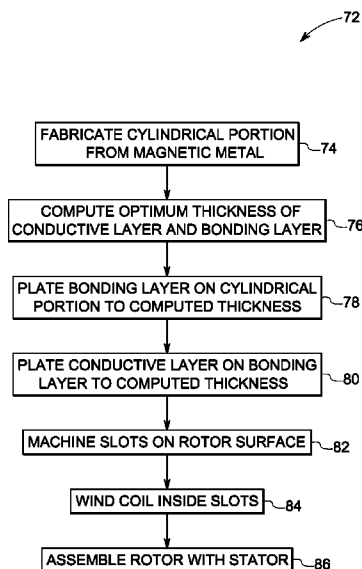 72
FABRICATE CYLINDRICAL PORTION
FROM MAGNETIC METAL
74
COMPUTE OPTIMUM THICKNESS OF
CONDUCTIVE LAYER AND BONDING LAYER
76
PLATE BONDING LAYER ON CYLINDRICAL
PORTION TO COMPUTED THICKNESS
78
PLATE CONDUCTIVE LAYER ON BONDING
LAYER TO COMPUTED THICKNESS
80
MACHINE SLOTS ON ROTOR SURFACE
82
WIND COIL INSIDE SLOTS
84
ASSEMBLE ROTOR WITH STATOR
86